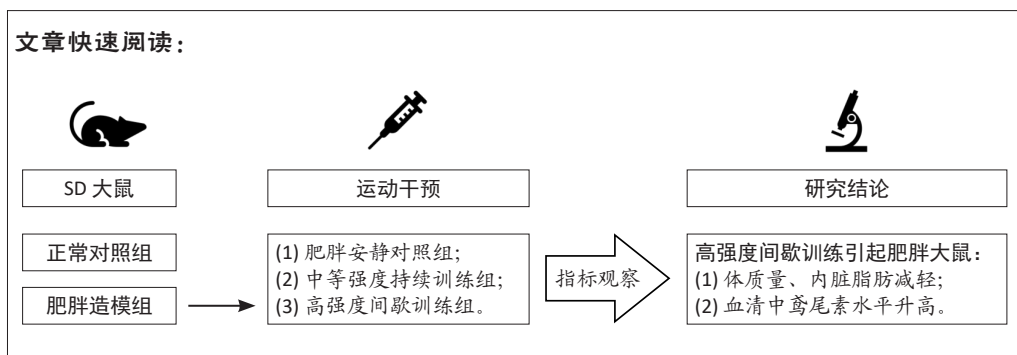 文章快速阅读：
SD 大鼠
运动干预
研究结论
正常对照组
肥胖造模组
(1) 肥胖安静对照组；
(2) 中等强度持续训练组；
(3) 高强度间歇训练组。
指标观察
高强度间歇训练引起肥胖大鼠：
(1) 体质量、内脏脂肪减轻；
(2) 血清中鸢尾素水平升高。